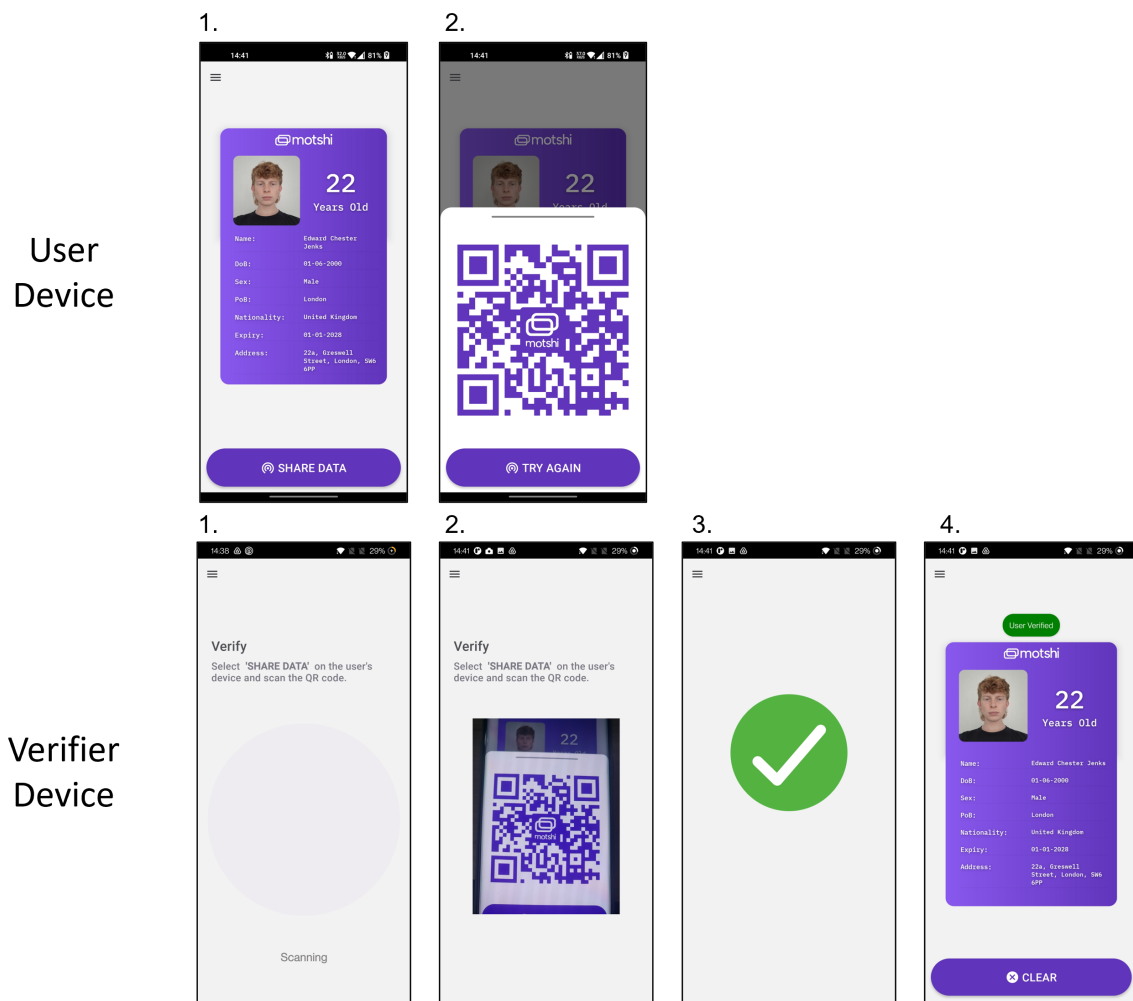 1.
2.
User
Device
14:41
81%
motshi
22
Years Old
Name: Edward Chester
Jenks
DoB: 01-06-2000
Sex: Male
PoB: London
Nationality: United Kingdom
Expiry: 01-01-2028
Address: 22a, Greswell
Street, London, SW6
6PP
SHARE DATA
14:41
81%
motshi
22
Years Old
motshi
TRY AGAIN
1.
2.
3.
4.
Verifier
Device
14:38
29%
Verify
Select 'SHARE DATA' on the user's
device and scan the QR code.
Scanning
14:41
29%
Verify
Select 'SHARE DATA' on the user's
device and scan the QR code.
22
motshi
14:41
29%
14:41
29%
User Verified
motshi
22
Years Old
Name: Edward Chester Jenks
DoB: 01-06-2000
Sex: Male
PoB: London
Nationality: United Kingdom
Expiry: 01-01-2028
Address: 22a, Greswell
Street, London, SW6
6PP
CLEAR